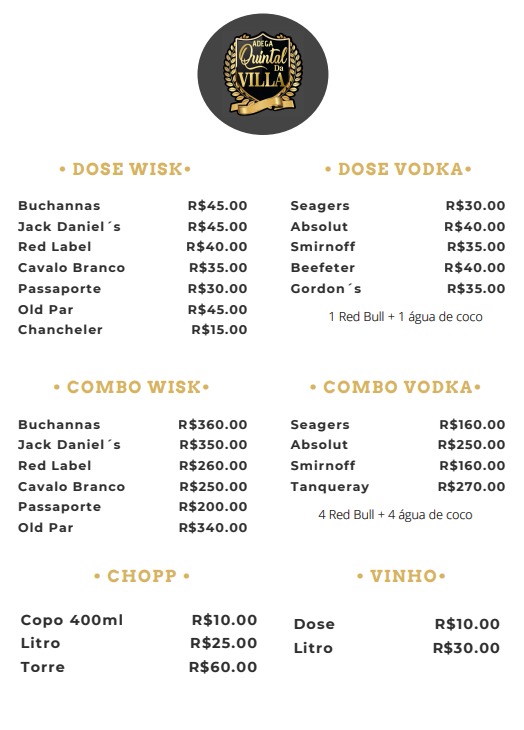 ADEGA
Quintal
Da
VILLA
• DOSE WISK•
Buchannas R$45.00
Jack Daniel´s R$45.00
Red Label R$40.00
Cavalo Branco R$35.00
Passaporte R$30.00
Old Par R$45.00
Chancheler R$15.00
• DOSE VODKA•
Seagers R$30.00
Absolut R$40.00
Smirnoff R$35.00
Beefeter R$40.00
Gordon´s R$35.00
1 Red Bull + 1 água de coco
• COMBO WISK•
Buchannas R$360.00
Jack Daniel´s R$350.00
Red Label R$260.00
Cavalo Branco R$250.00
Passaporte R$200.00
Old Par R$340.00
• COMBO VODKA•
Seagers R$160.00
Absolut R$250.00
Smirnoff R$160.00
Tanqueray R$270.00
4 Red Bull + 4 água de coco
• CHOPP •
Copo 400ml R$10.00
Litro R$25.00
Torre R$60.00
• VINHO•
Dose R$10.00
Litro R$30.00